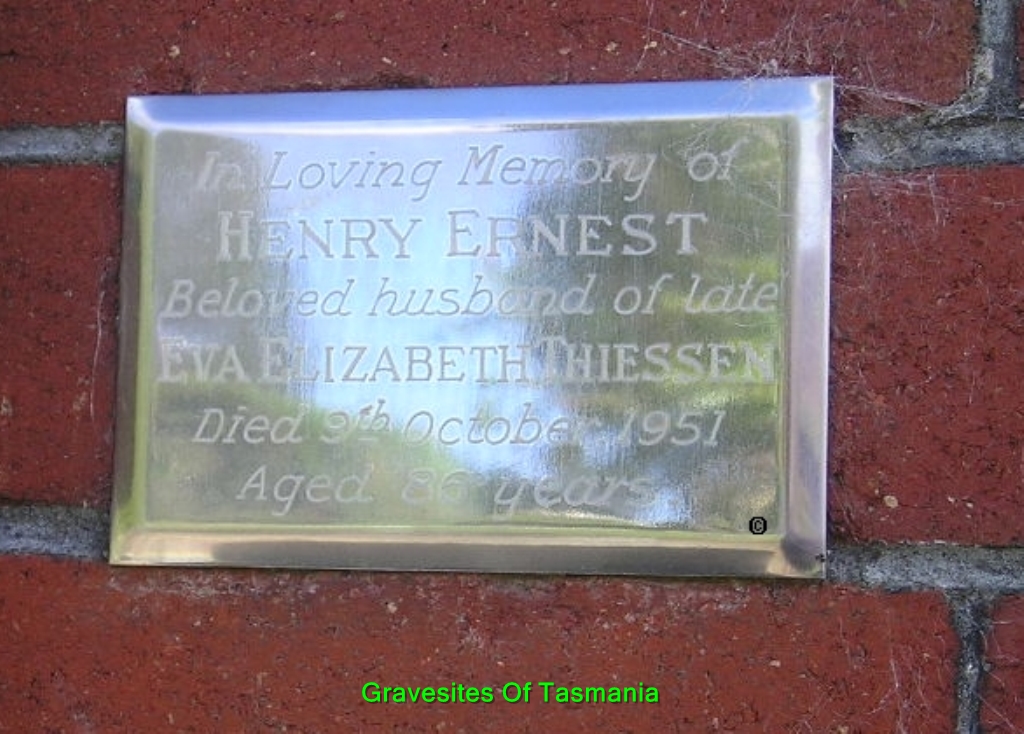 In Loving Memory of
HENRY ERNEST
Beloved husband of late
EVA ELIZABETH THIESSEN
Died 9th October 1951
Aged 86 years
©
Gravesites Of Tasmania